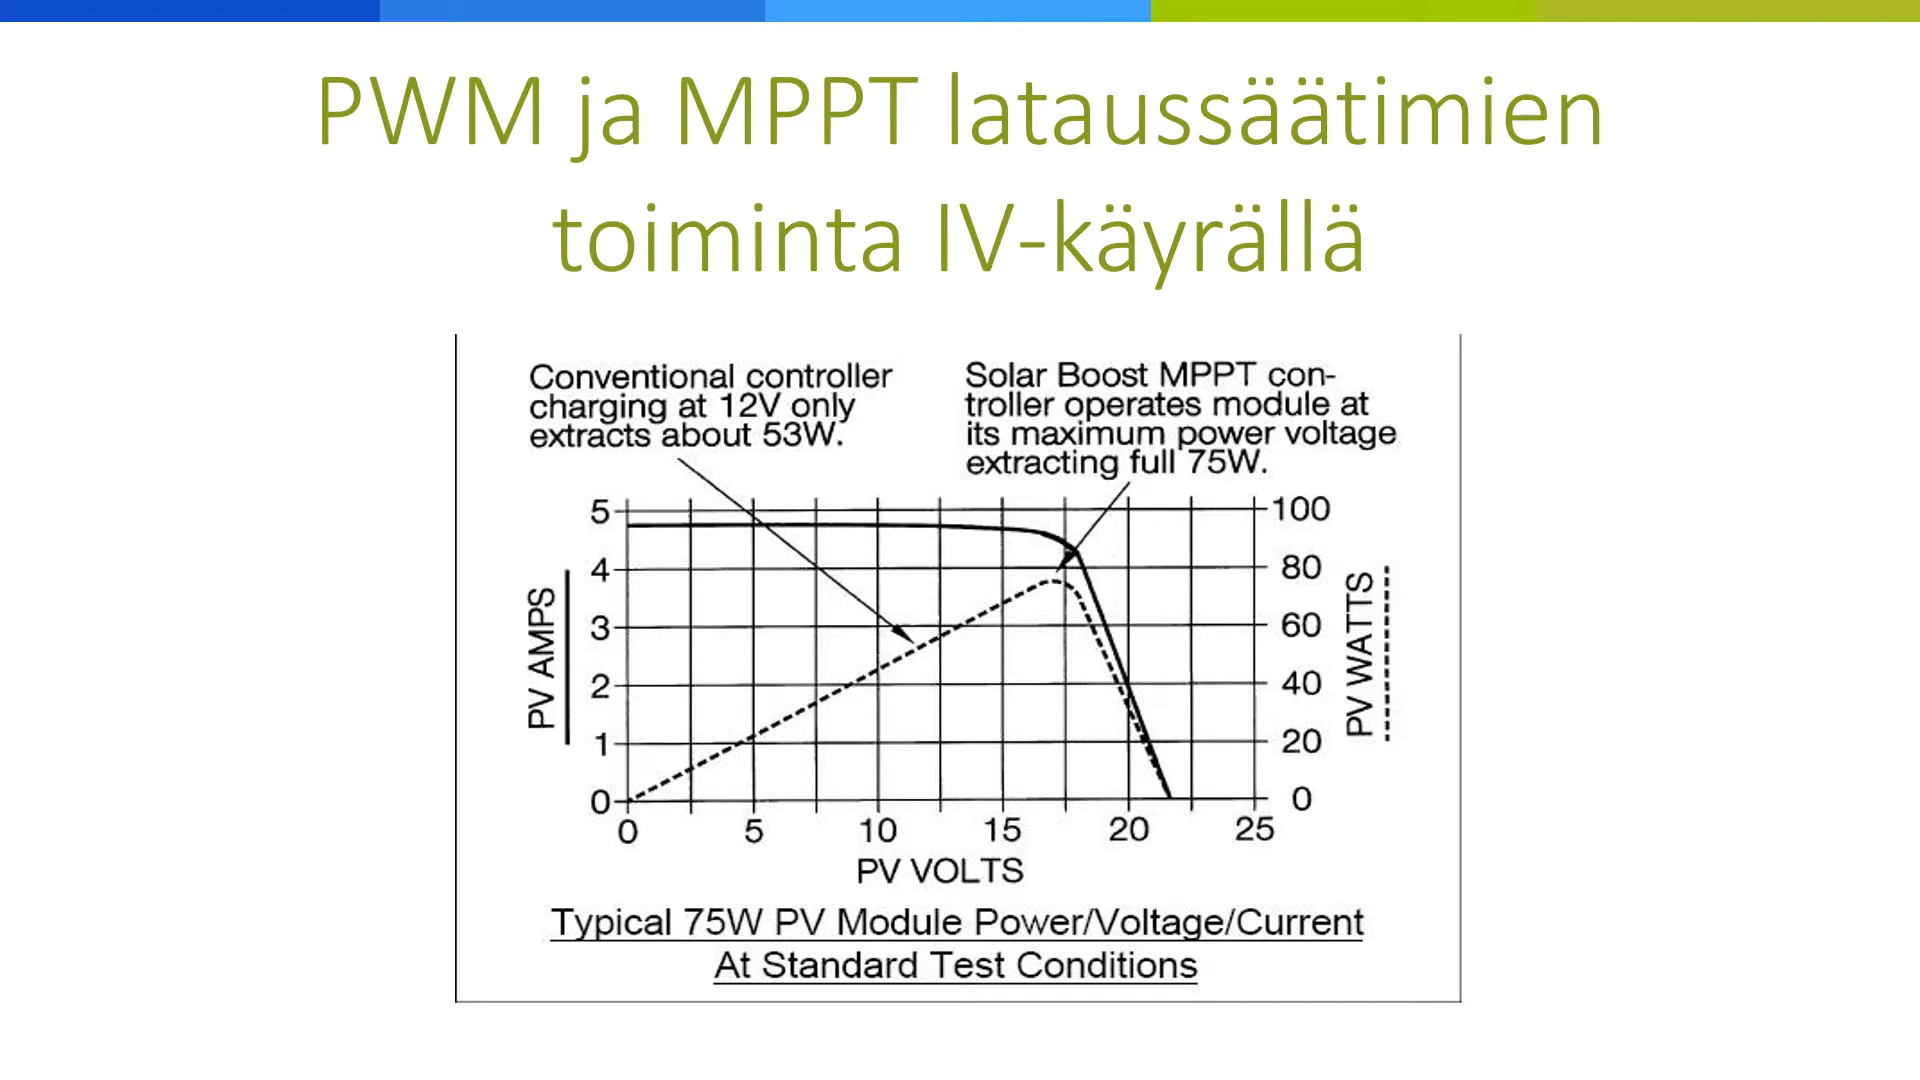 PWM ja MPPT lataussäätimien
toiminta IV-käyrällä
Conventional controller
charging at 12V only
extracts about 53W.
Solar Boost MPPT con-
troller operates module at
its maximum power voltage
extracting full 75W.
5
4
3
2
1
0
PV AMPS
100
80
60
40
20
0
PV WATTS
0 5 10 15 20 25
PV VOLTS
Typical 75W PV Module Power/Voltage/Current
At Standard Test Conditions